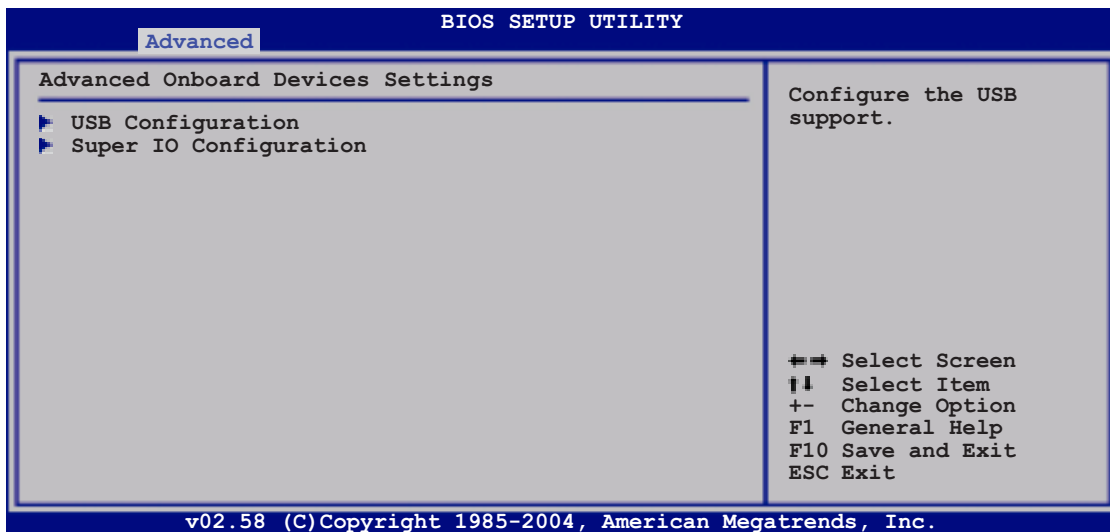 BIOS SETUP UTILITY
Advanced
Advanced Onboard Devices Settings
USB Configuration
Super IO Configuration
Configure the USB
support.
Select Screen
Select Item
+- Change Option
F1 General Help
F10 Save and Exit
ESC Exit
v02.58 (C)Copyright 1985-2004, American Megatrends, Inc.